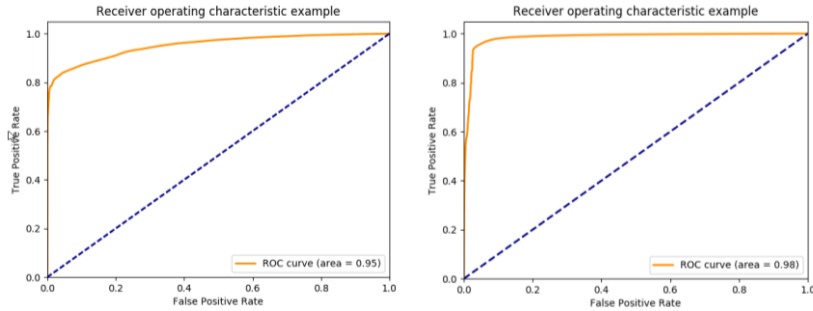 Receiver operating characteristic example
1.0
0.8
0.6
0.4
0.2
0.0
True Positive Rate
0.0 0.2 0.4 0.6 0.8 1.0
False Positive Rate
ROC curve (area = 0.95)
Receiver operating characteristic example
1.0
0.8
0.6
0.4
0.2
0.0
True Positive Rate
0.0 0.2 0.4 0.6 0.8 1.0
False Positive Rate
ROC curve (area = 0.98)